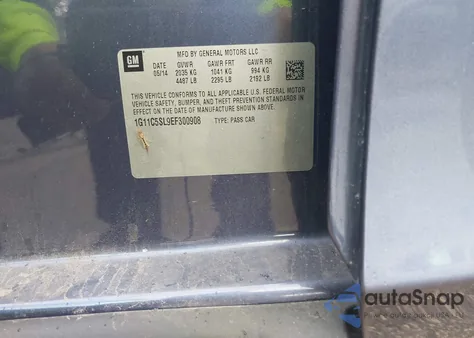 GM
MFD BY GENERAL MOTORS LLC
DATE GVWR GAWR FRT GAWR RR
05/14 2035 KG 1041 KG 994 KG
4487 LB 2295 LB 2192 LB
THIS VEHICLE CONFORMS TO ALL APPLICABLE U.S. FEDERAL MOTOR
VEHICLE SAFETY, BUMPER, AND THEFT PREVENTION STANDARDS IN
EFFECT ON THE DATE OF MANUFACTURE SHOWN ABOVE.
1G11C5SL9EF300908 TYPE: PASS CAR
autoSnap